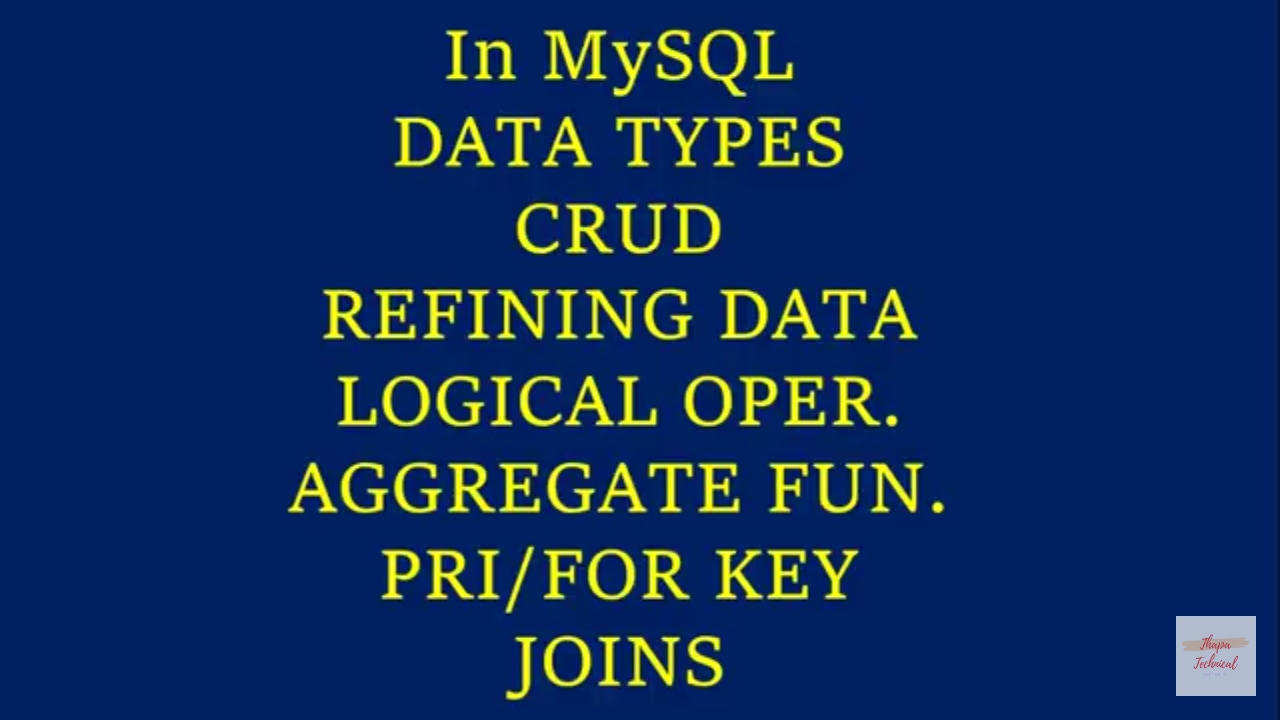 In MySQL
DATA TYPES
CRUD
REFINING DATA
LOGICAL OPER.
AGGREGATE FUN.
PRI/FOR KEY
JOINS
Thapa
Technical